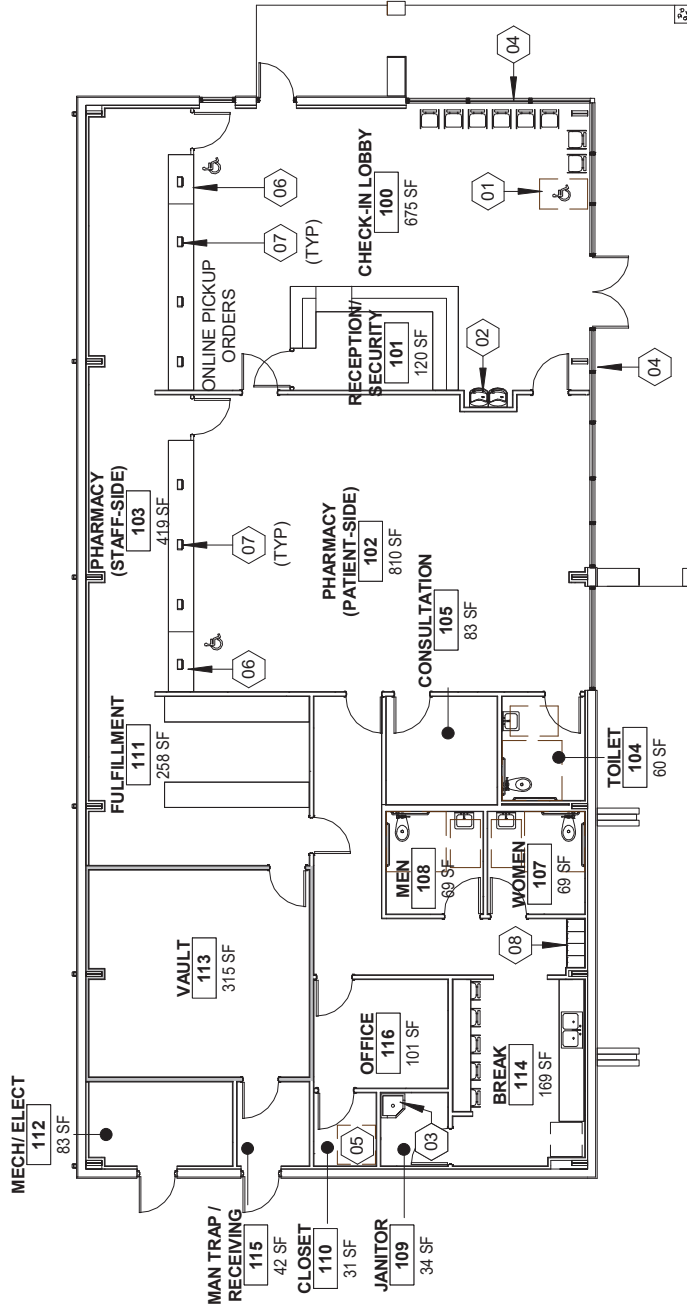 MECH/ ELECT
112
83 SF
MAN TRAP /
RECEIVING
115
42 SF
CLOSET
110
31 SF
JANITOR
109
34 SF
05
03
VAULT
113
315 SF
OFFICE
116
101 SF
BREAK
114
169 SF
08
MEN
108
69 SF
WOMEN
107
69 SF
FULFILLMENT
111
258 SF
TOILET
104
60 SF
CONSULTATION
105
83 SF
06
07
(TYP)
PHARMACY
(STAFF-SIDE)
103
419 SF
PHARMACY
(PATIENT-SIDE)
102
810 SF
ONLINE PICKUP
ORDERS
RECEPTION/
SECURITY
101
120 SF
02
04
06
07
(TYP)
CHECK-IN LOBBY
100
675 SF
01
04